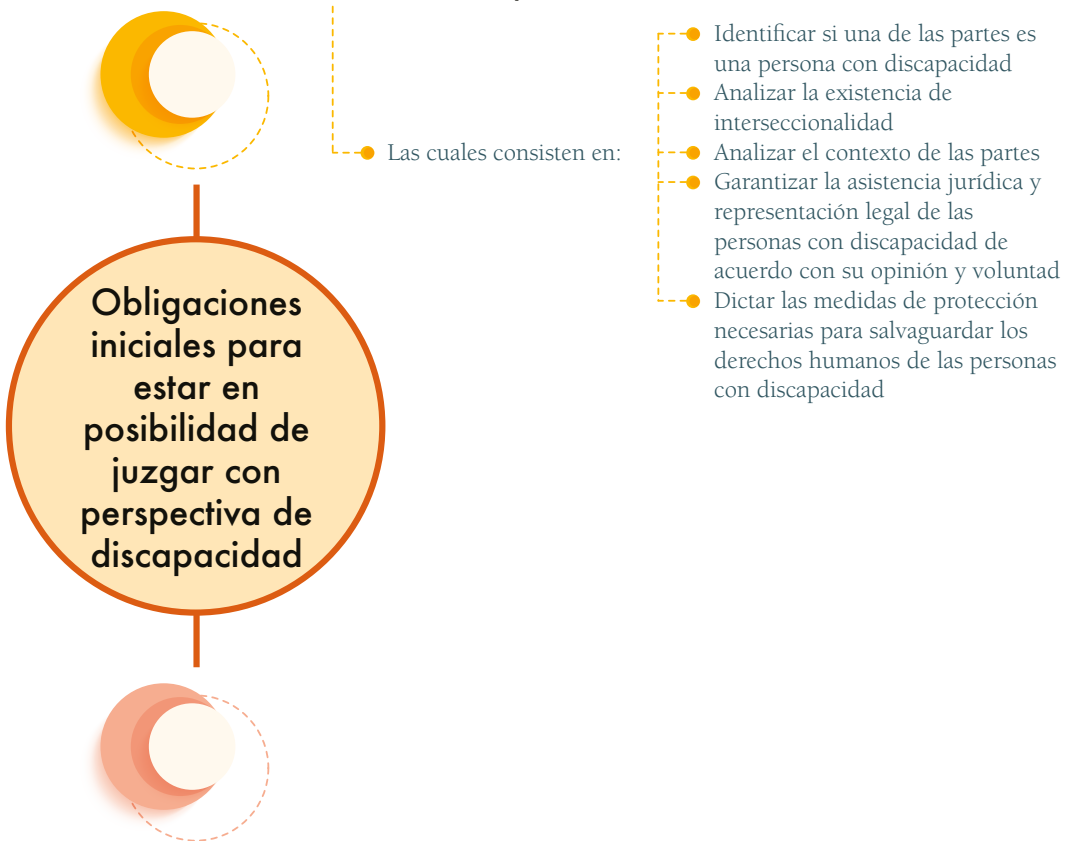 Identificar si una de las partes es
una persona con discapacidad
Analizar la existencia de
interseccionalidad
Las cuales consisten en:
Analizar el contexto de las partes
Garantizar la asistencia jurídica y
representación legal de las
personas con discapacidad de
acuerdo con su opinión y voluntad
Dictar las medidas de protección
necesarias para salvaguardar los
derechos humanos de las personas
con discapacidad
Obligaciones
iniciales para
estar en
posibilidad de
juzgar con
perspectiva de
discapacidad